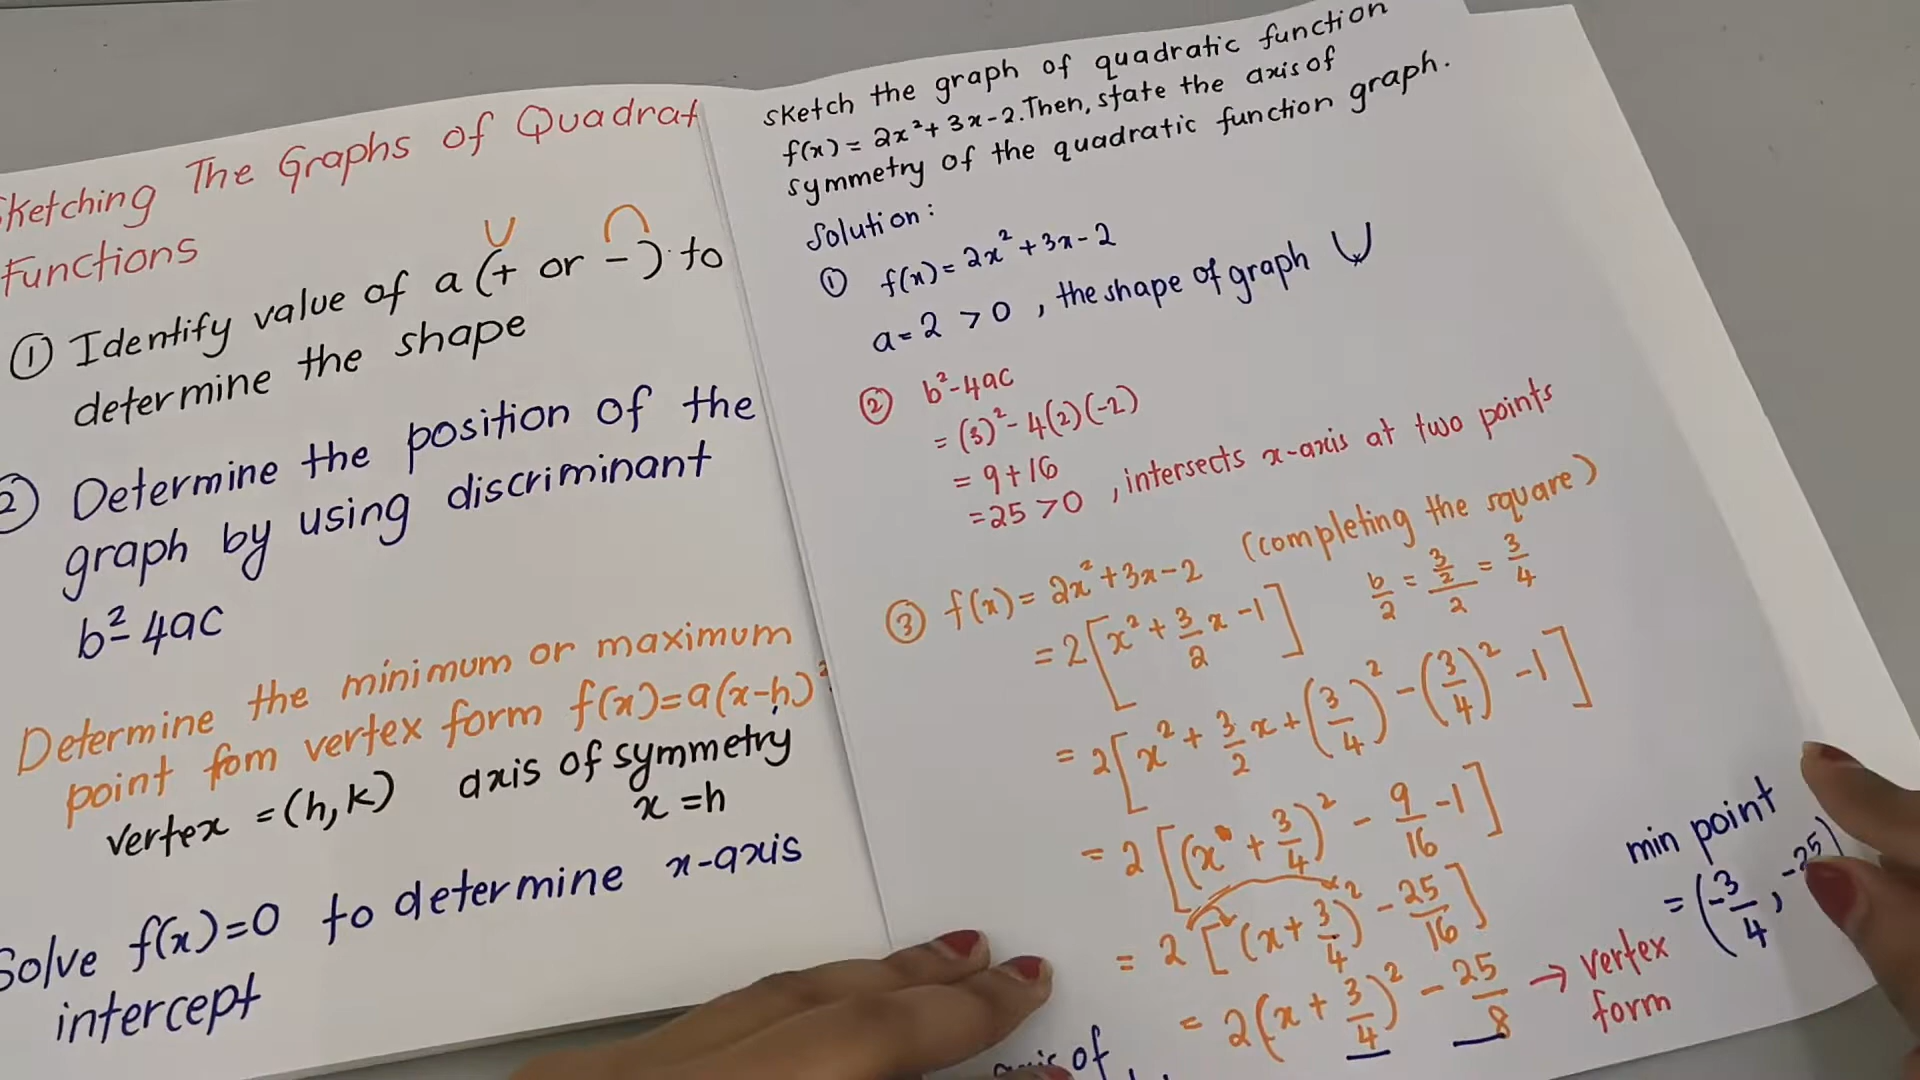 Sketching The Graphs of Quadrat
Functions
① Identify value of a (+ or −) to
determine the shape
② Determine the position of the
graph by using discriminant
b² - 4ac
Determine the minimum or maximum
point fom vertex form f(x)=a(x-h)²
vertex = (h,k) axis of symmetry
x = h
Solve f(x)=0 to determine x-axis
intercept
sketch the graph of quadratic function
f(x) = 2x² + 3x - 2. Then, state the axis of
symmetry of the quadratic function graph.
Solution:
① f(x) = 2x² + 3x - 2
a = 2 > 0 , the shape of graph ∪
② b² - 4ac
= (3)² - 4(2)(-2)
= 9 + 16
= 25 > 0 , intersects x-axis at two points
③ f(x) = 2x² + 3x - 2 (completing the square)
= 2[x² + 3/2 x - 1] b/2 = 3/2/2 = 3/4
= 2[x² + 3/2 x + (3/4)² - (3/4)² - 1]
= 2[(x + 3/4)² - 9/16 - 1]
= 2[(x + 3/4)² - 25/16]
= 2(x + 3/4)² - 25/8 → vertex form
min point
= (-3/4, -25
of